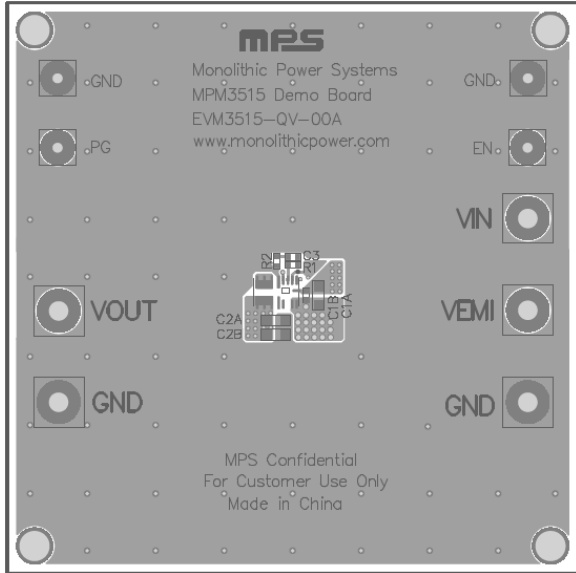 mps
Monolithic Power Systems
MPM3515 Demo Board
EVM3515-QV-00A
www.monolithicpower.com
GND
GND
PG
EN
VIN
R2
C3
R1
C1B
C1A
VOUT
VEMI
C2A
C2B
GND
GND
MPS Confidential
For Customer Use Only
Made in China